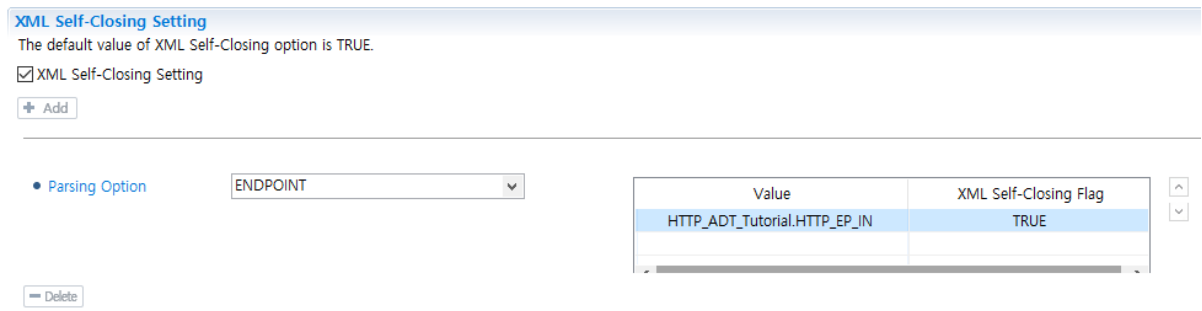 XML Self-Closing Setting
The default value of XML Self-Closing option is TRUE.
XML Self-Closing Setting
Add
Parsing Option
ENDPOINT
Value XML Self-Closing Flag
HTTP_ADT_Tutorial.HTTP_EP_IN TRUE
Delete